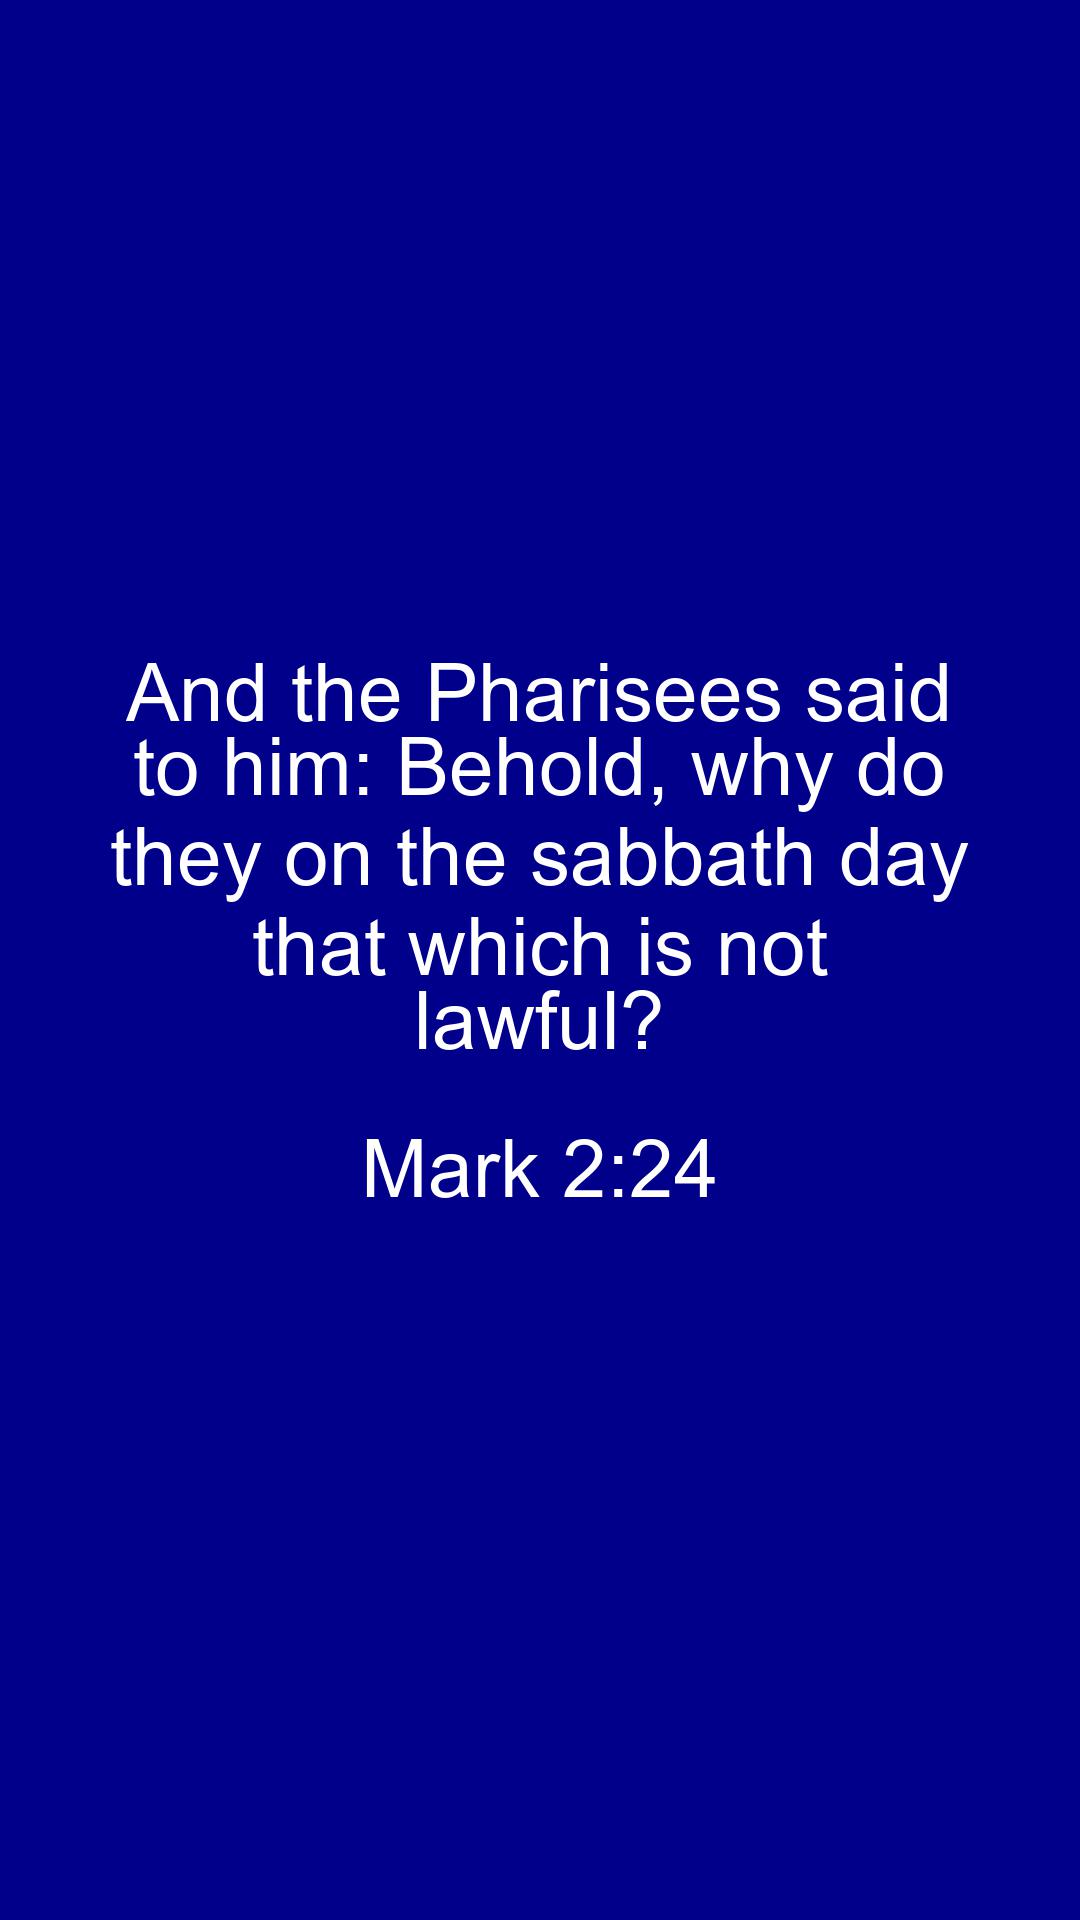 And the Pharisees said
to him: Behold, why do
they on the sabbath day
that which is not
lawful?
Mark 2:24